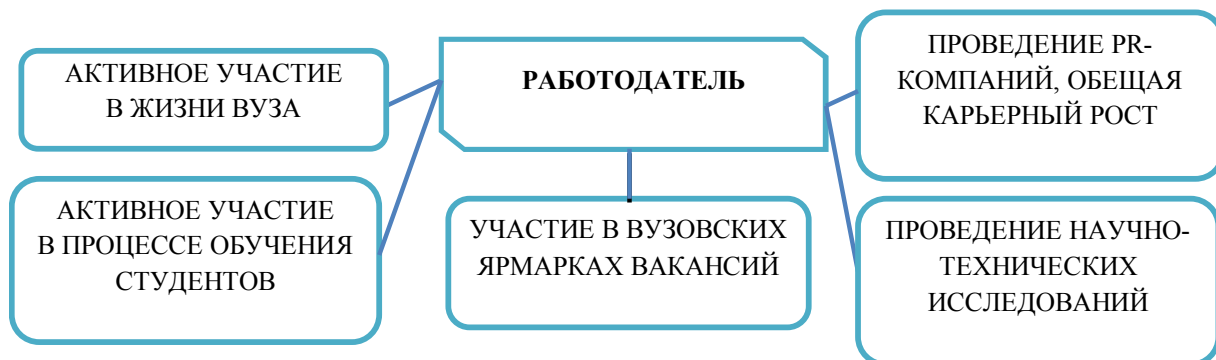 АКТИВНОЕ УЧАСТИЕ
В ЖИЗНИ ВУЗА
РАБОТОДАТЕЛЬ
ПРОВЕДЕНИЕ PR-
КОМПАНИЙ, ОБЕЩАЯ
КАРЬЕРНЫЙ РОСТ
АКТИВНОЕ УЧАСТИЕ
В ПРОЦЕССЕ ОБУЧЕНИЯ
СТУДЕНТОВ
УЧАСТИЕ В ВУЗОВСКИХ
ЯРМАРКАХ ВАКАНСИЙ
ПРОВЕДЕНИЕ НАУЧНО-
ТЕХНИЧЕСКИХ
ИССЛЕДОВАНИЙ